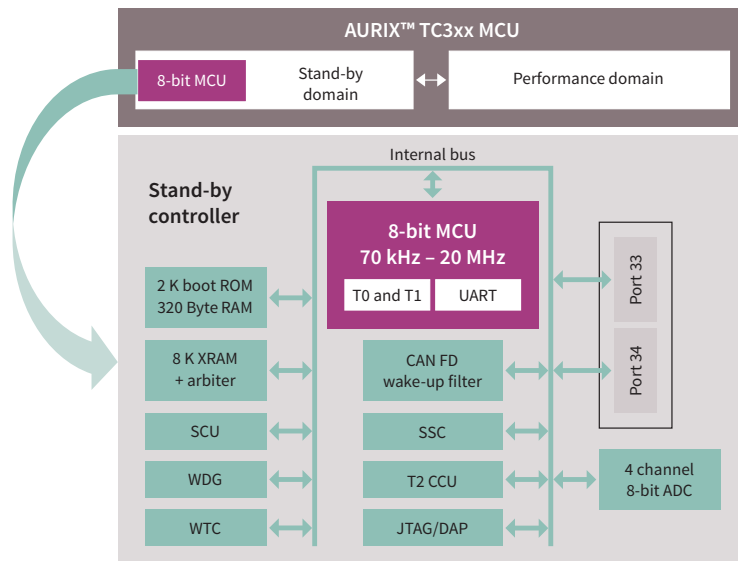 AURIX™ TC3xx MCU
8-bit MCU
Stand-by
domain
Performance domain
Internal bus
Stand-by
controller
8-bit MCU
70 kHz – 20 MHz
T0 and T1
UART
2 K boot ROM
320 Byte RAM
8 K XRAM
+ arbiter
SCU
WDG
WTC
CAN FD
wake-up filter
SSC
T2 CCU
JTAG/DAP
Port 33
Port 34
4 channel
8-bit ADC